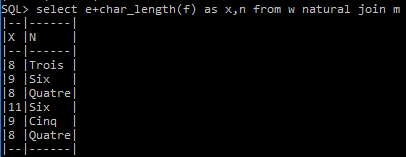 SQL> select e+char_length(f) as x,n from w natural join m
|--|------|
|X |N     |
|--|------|
|8 |Trois |
|9 |Six   |
|8 |Quatre|
|11|Six   |
|9 |Cinq  |
|8 |Quatre|
|--|------|